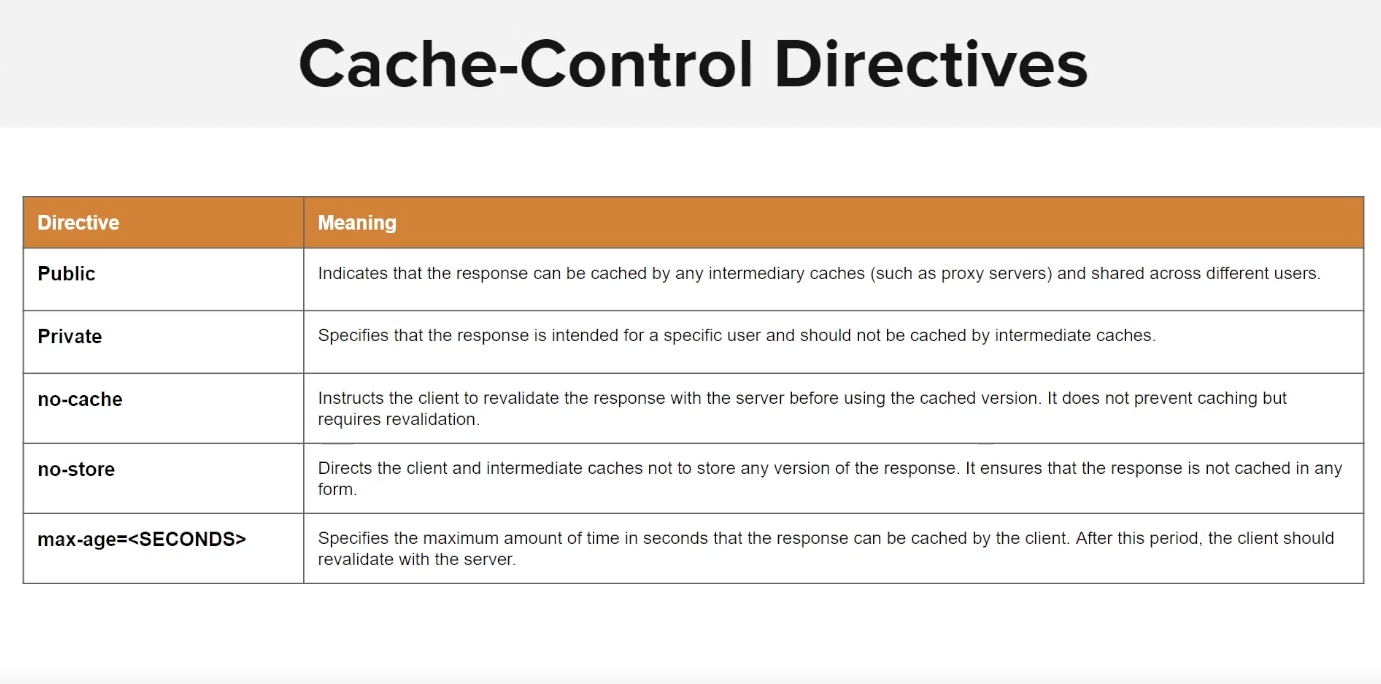 Cache-Control Directives
Directive Meaning
Public Indicates that the response can be cached by any intermediary caches (such as proxy servers) and shared across different users.
Private Specifies that the response is intended for a specific user and should not be cached by intermediate caches.
no-cache Instructs the client to revalidate the response with the server before using the cached version. It does not prevent caching but
requires revalidation.
no-store Directs the client and intermediate caches not to store any version of the response. It ensures that the response is not cached in any
form.
max-age=<SECONDS> Specifies the maximum amount of time in seconds that the response can be cached by the client. After this period, the client should
revalidate with the server.